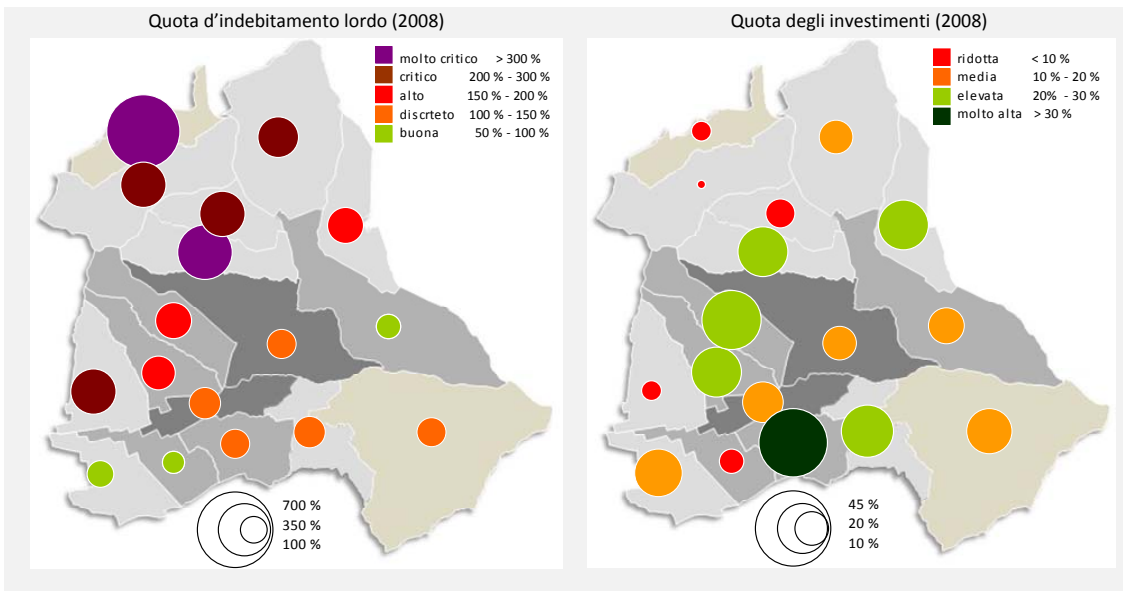 Quota d'indebitamento lordo (2008)
molto critico > 300 %
critico 200 % - 300 %
alto 150 % - 200 %
discrteto 100 % - 150 %
buona 50 % - 100 %
700 %
350 %
100 %
Quota degli investimenti (2008)
ridotta < 10 %
media 10 % - 20 %
elevata 20% - 30 %
molto alta > 30 %
45 %
20 %
10 %